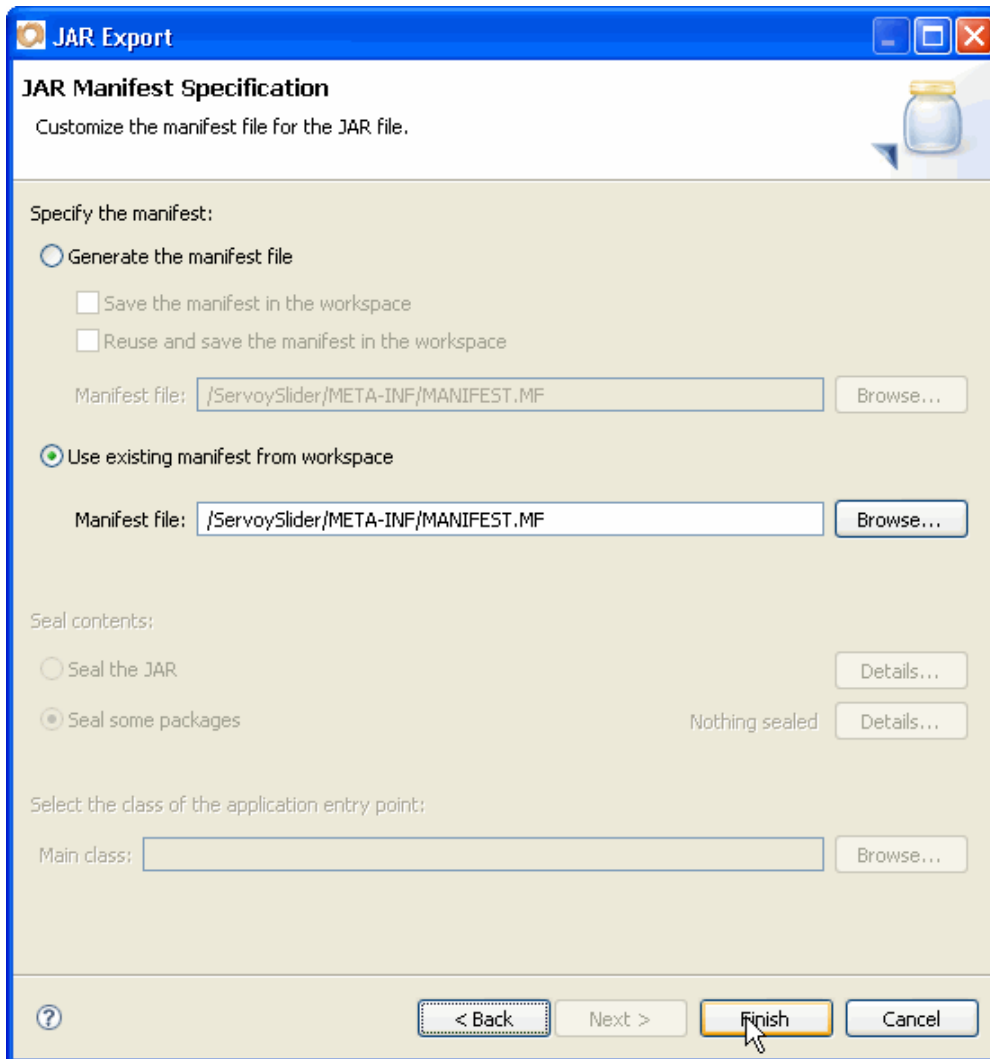 JAR Export
JAR Manifest Specification
Customize the manifest file for the JAR file.
Specify the manifest:
Generate the manifest file
Save the manifest in the workspace
Reuse and save the manifest in the workspace
Manifest file: /ServoySlider/META-INF/MANIFEST.MF Browse...
Use existing manifest from workspace
Manifest file: /ServoySlider/META-INF/MANIFEST.MF Browse...
Seal contents:
Seal the JAR Details...
Seal some packages Nothing sealed Details...
Select the class of the application entry point:
Main class: Browse...
? < Back Next > Finish Cancel